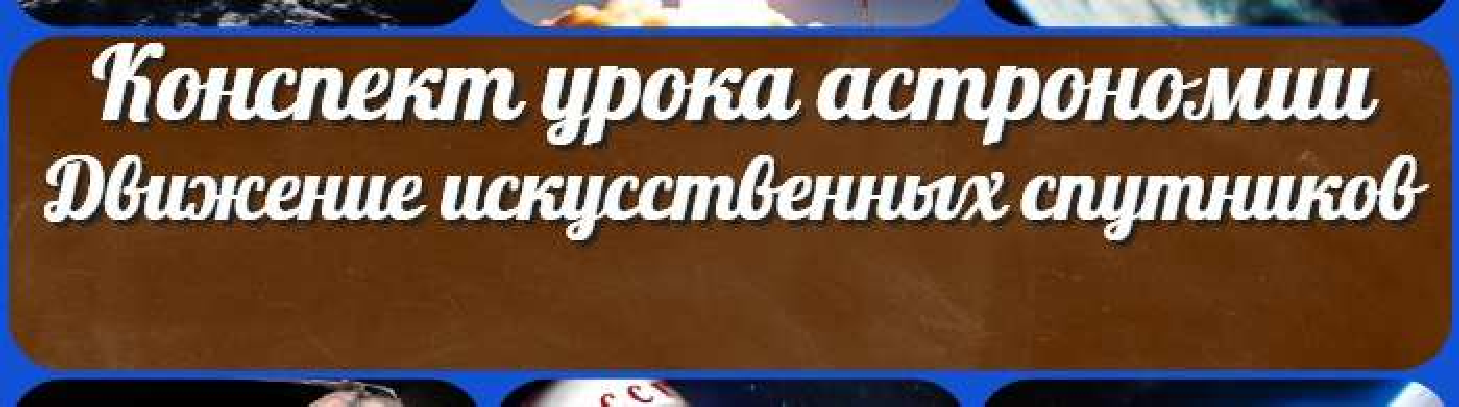 Конспект урока астрономии
Движение искусственных спутников